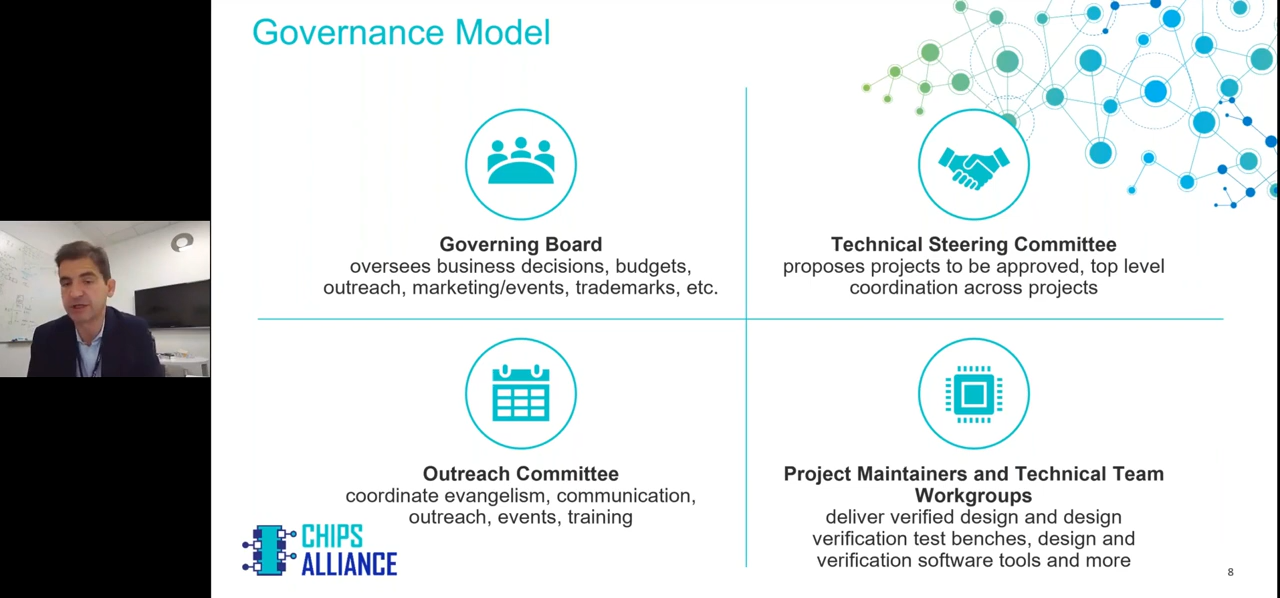 Governance Model
Governing Board
oversees business decisions, budgets,
outreach, marketing/events, trademarks, etc.
Technical Steering Committee
proposes projects to be approved, top level
coordination across projects
Outreach Committee
coordinate evangelism, communication,
outreach, events, training
Project Maintainers and Technical Team
Workgroups
deliver verified design and design
verification test benches, design and
verification software tools and more
CHIPS
ALLIANCE
8